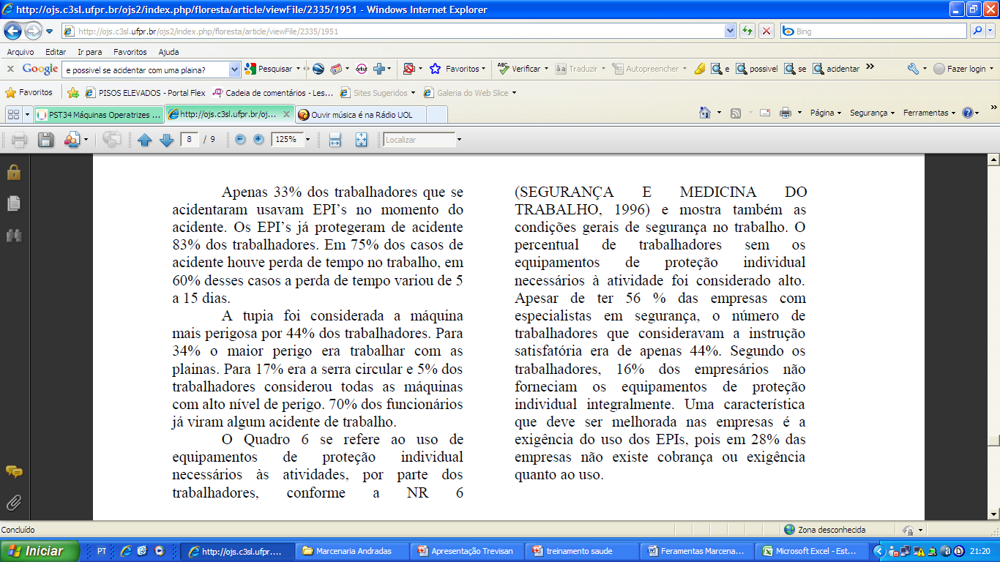 http://ojs.c3sl.ufpr.br/ojs2/index.php/floresta/article/viewFile/2335/1951 - Windows Internet Explorer
http://ojs.c3sl.ufpr.br/ojs2/index.php/floresta/article/viewFile/2335/1951
Bing
Arquivo Editar Ir para Favoritos Ajuda
Google e possivel se acidentar com uma plaina? Pesquisar Favoritos Verificar Traduzir Autopreencher e possivel se acidentar Fazer login
Favoritos PISOS ELEVADOS - Portal Flex Cadeia de comentários - Les... Sites Sugeridos Galeria do Web Slice
PST34 Máquinas Operatrizes ... http://ojs.c3sl.ufpr.br/oj... Ouvir música é na Rádio UOL Página Segurança Ferramentas
8 / 9 125% Localizar
Apenas 33% dos trabalhadores que se
acidentaram usavam EPI's no momento do
acidente. Os EPI's já protegeram de acidente
83% dos trabalhadores. Em 75% dos casos de
acidente houve perda de tempo no trabalho, em
60% desses casos a perda de tempo variou de 5
a 15 dias.
A tupia foi considerada a máquina
mais perigosa por 44% dos trabalhadores. Para
34% o maior perigo era trabalhar com as
plainas. Para 17% era a serra circular e 5% dos
trabalhadores considerou todas as máquinas
com alto nível de perigo. 70% dos funcionários
já viram algum acidente de trabalho.
O Quadro 6 se refere ao uso de
equipamentos de proteção individual
necessários às atividades, por parte dos
trabalhadores, conforme a NR 6
(SEGURANÇA E MEDICINA DO
TRABALHO, 1996) e mostra também as
condições gerais de segurança no trabalho. O
percentual de trabalhadores sem os
equipamentos de proteção individual
necessários à atividade foi considerado alto.
Apesar de ter 56 % das empresas com
especialistas em segurança, o número de
trabalhadores que consideravam a instrução
satisfatória era de apenas 44%. Segundo os
trabalhadores, 16% dos empresários não
forneciam os equipamentos de proteção
individual integralmente. Uma característica
que deve ser melhorada nas empresas é a
exigência do uso dos EPIs, pois em 28% das
empresas não existe cobrança ou exigência
quanto ao uso.
Concluído Zona desconhecida
Iniciar PT http://ojs.c3sl.ufpr.... Marcenaria Andradas Apresentação Trevisan treinamento saude Ferramentas Marcena... Microsoft Excel - Est... 21:20